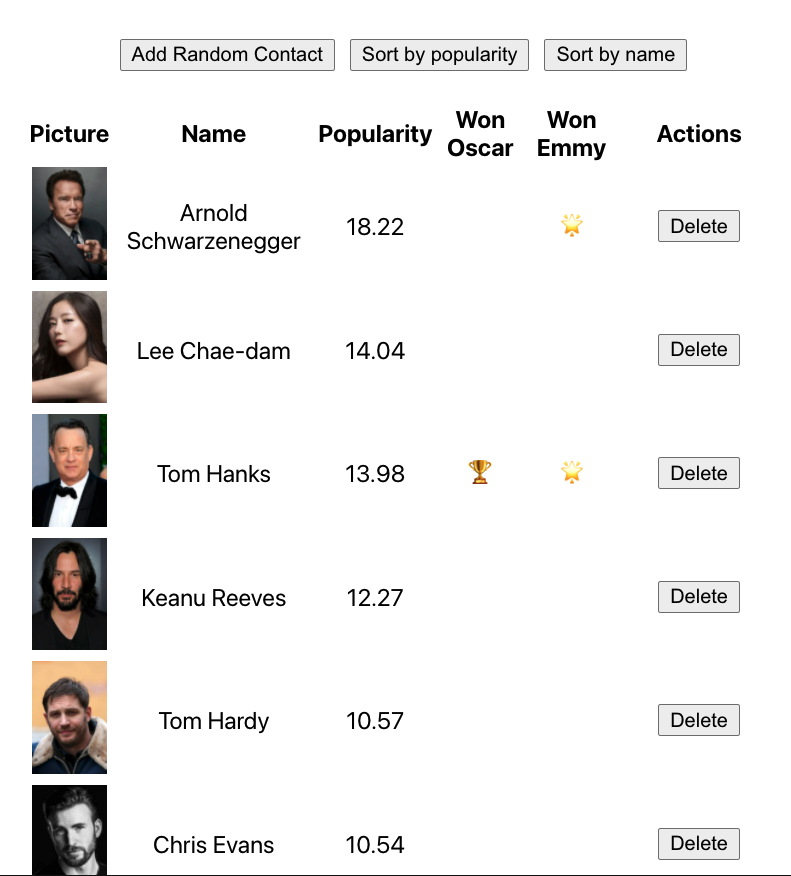 Add Random Contact Sort by popularity Sort by name
Picture Name Popularity Won Oscar Won Emmy Actions
Arnold Schwarzenegger 18.22 🌟 Delete
Lee Chae-dam 14.04 Delete
Tom Hanks 13.98 🏆 🌟 Delete
Keanu Reeves 12.27 Delete
Tom Hardy 10.57 Delete
Chris Evans 10.54 Delete